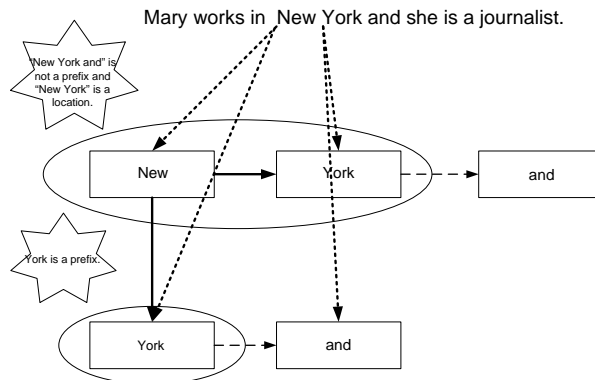 Mary works in New York and she is a journalist.
“New York and” is
not a prefix and
“New York” is a
location.
New
York
and
York is a prefix.
York
and